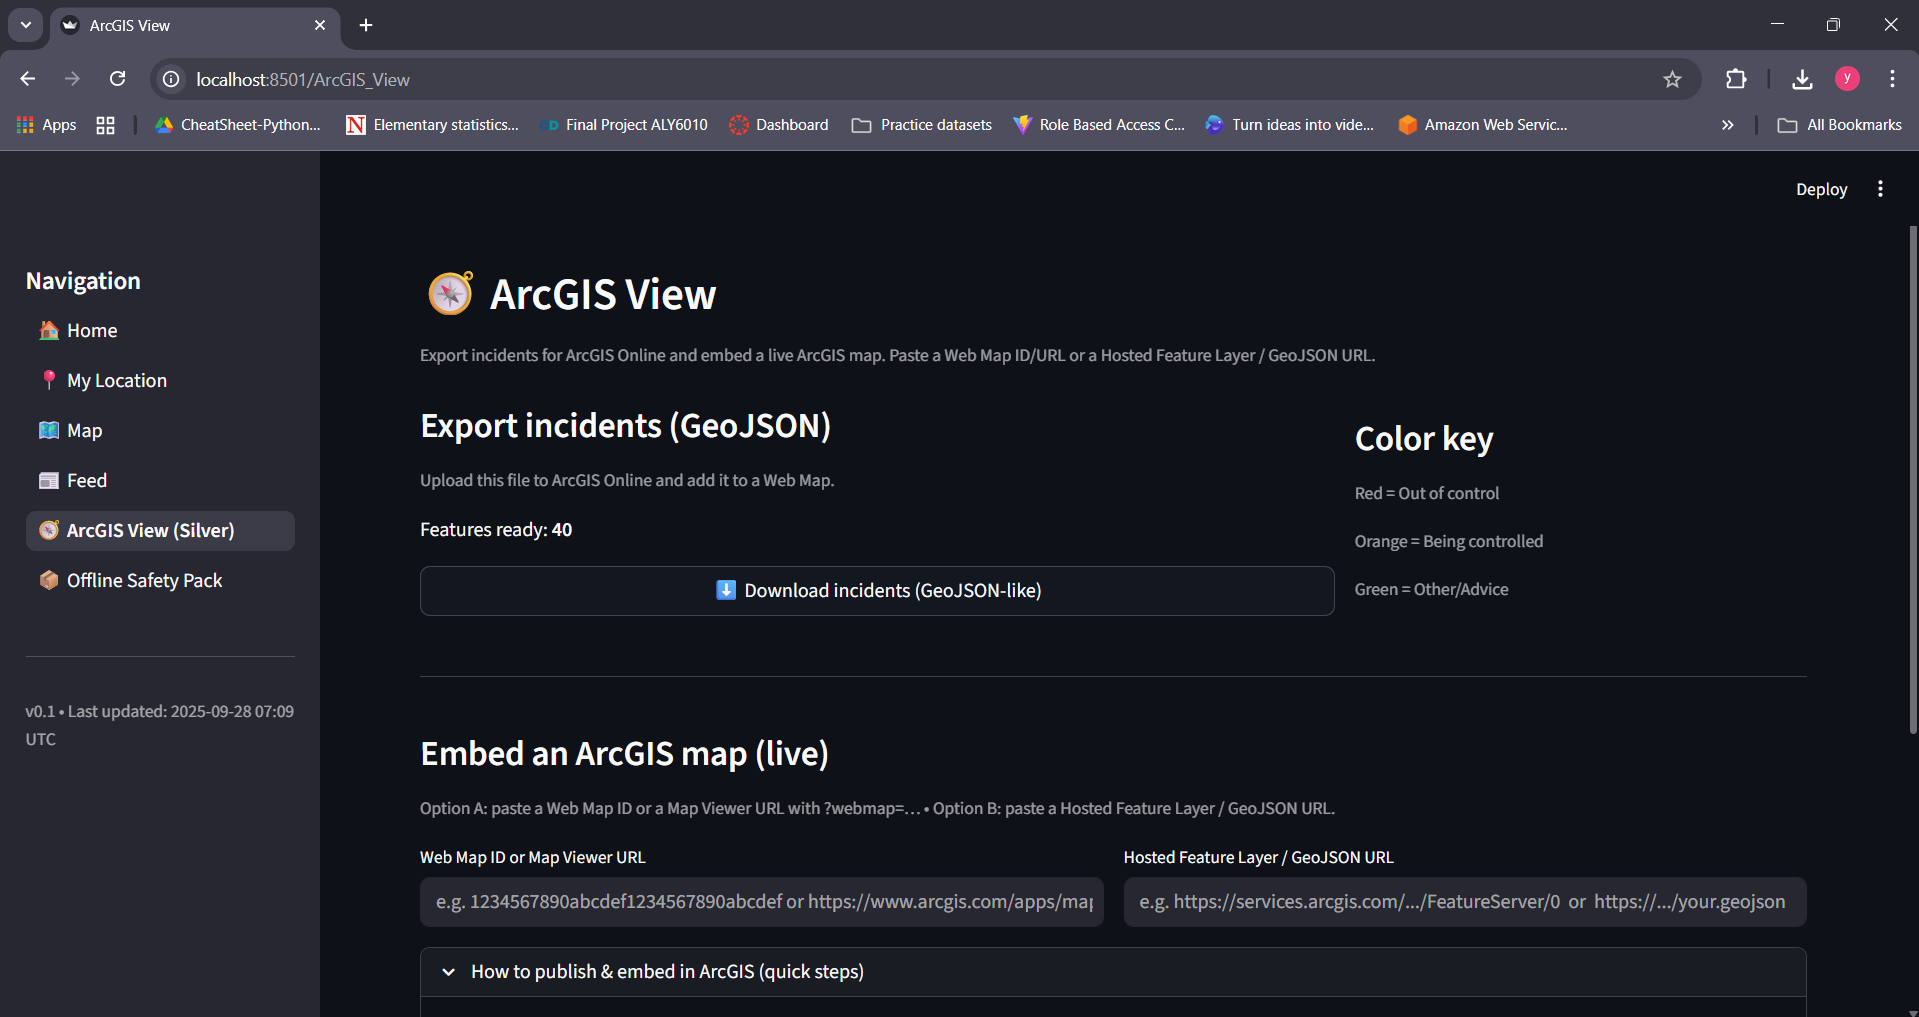 ArcGIS View
localhost:8501/ArcGIS_View
y
Apps
CheatSheet-Python...
N
Elementary statistics...
Final Project ALY6010
Dashboard
Practice datasets
Role Based Access C...
Turn ideas into vide...
Amazon Web Servic...
»
All Bookmarks
Deploy
Navigation
Home
My Location
Map
Feed
ArcGIS View (Silver)
Offline Safety Pack
v0.1 • Last updated: 2025-09-28 07:09
UTC
ArcGIS View
Export incidents for ArcGIS Online and embed a live ArcGIS map. Paste a Web Map ID/URL or a Hosted Feature Layer / GeoJSON URL.
Export incidents (GeoJSON)
Upload this file to ArcGIS Online and add it to a Web Map.
Features ready: 40
Download incidents (GeoJSON-like)
Color key
Red = Out of control
Orange = Being controlled
Green = Other/Advice
Embed an ArcGIS map (live)
Option A: paste a Web Map ID or a Map Viewer URL with ?webmap=… • Option B: paste a Hosted Feature Layer / GeoJSON URL.
Web Map ID or Map Viewer URL
e.g. 1234567890abcdef1234567890abcdef or https://www.arcgis.com/apps/map
Hosted Feature Layer / GeoJSON URL
e.g. https://services.arcgis.com/.../FeatureServer/0 or https://.../your.geojson
How to publish & embed in ArcGIS (quick steps)